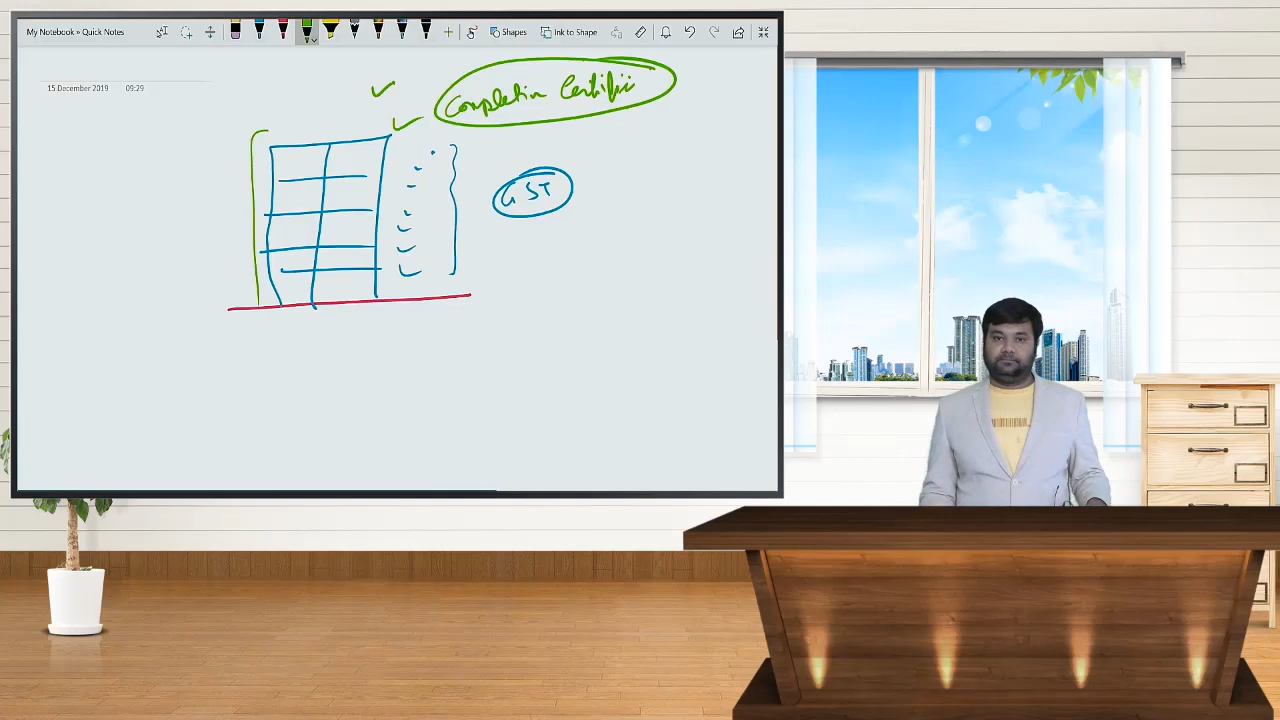 My Notebook » Quick Notes
Shapes
Ink to Shape
15 December 2019 09:29
Completion Certifi
GST